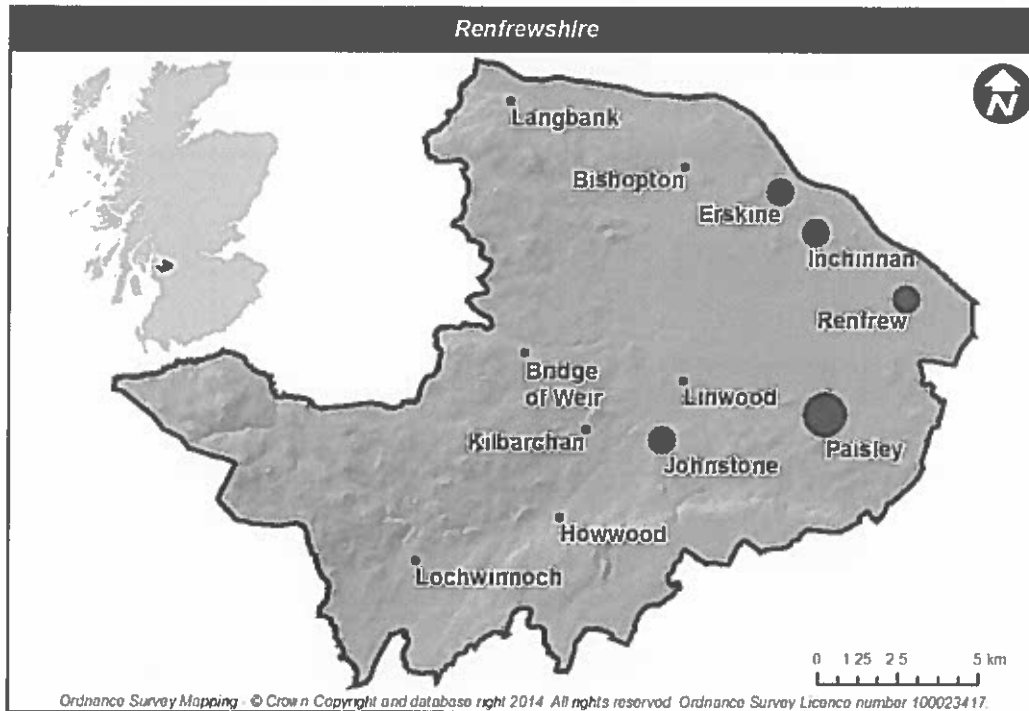 Renfrewshire
N
Langbank
Bishopton
Erskine
Inchinnan
Renfrew
Bridge
of Weir
Linwood
Kilbarchan
Johnstone
Paisley
Howwood
Lochwinnoch
0 1 25 2 5 5 km
Ordnance Survey Mapping - © Crown Copyright and database right 2014 All rights reserved Ordnance Survey Licence number 100023417.